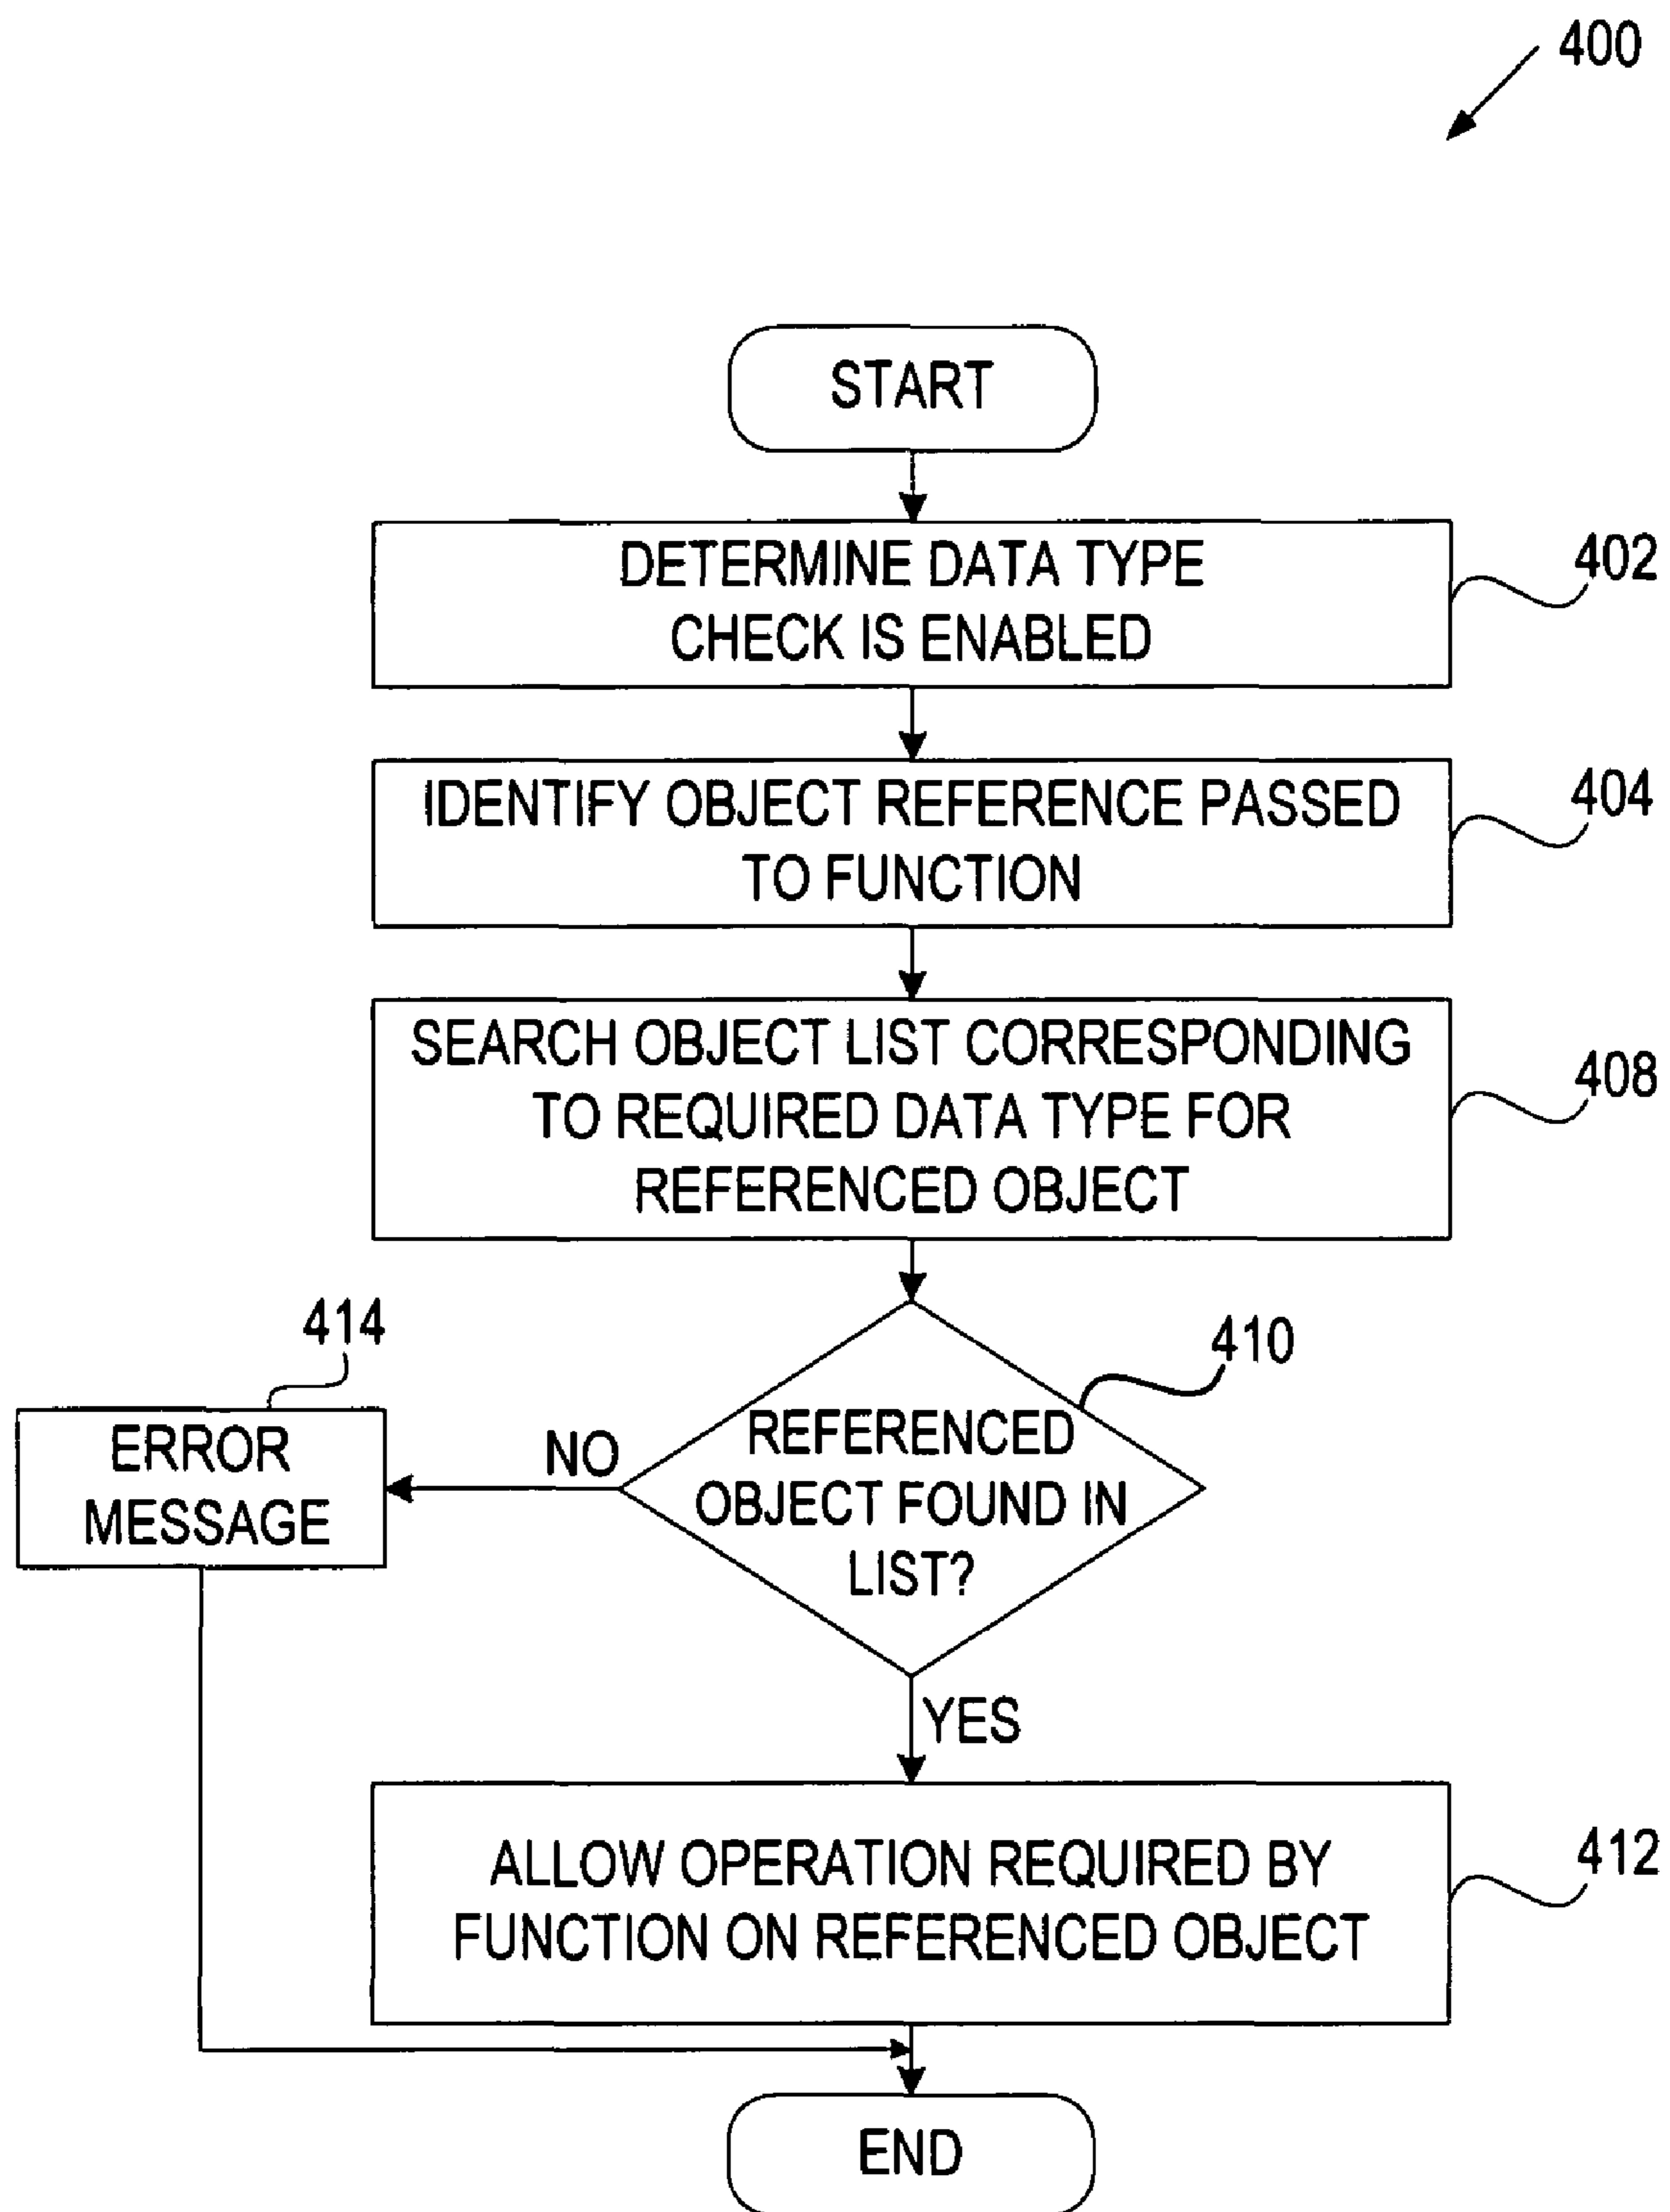 400
START
DETERMINE DATA TYPE
CHECK IS ENABLED
402
IDENTIFY OBJECT REFERENCE PASSED
TO FUNCTION
404
SEARCH OBJECT LIST CORRESPONDING
TO REQUIRED DATA TYPE FOR
REFERENCED OBJECT
408
414
410
ERROR
MESSAGE
NO
REFERENCED
OBJECT FOUND IN
LIST?
YES
ALLOW OPERATION REQUIRED BY
FUNCTION ON REFERENCED OBJECT
412
END